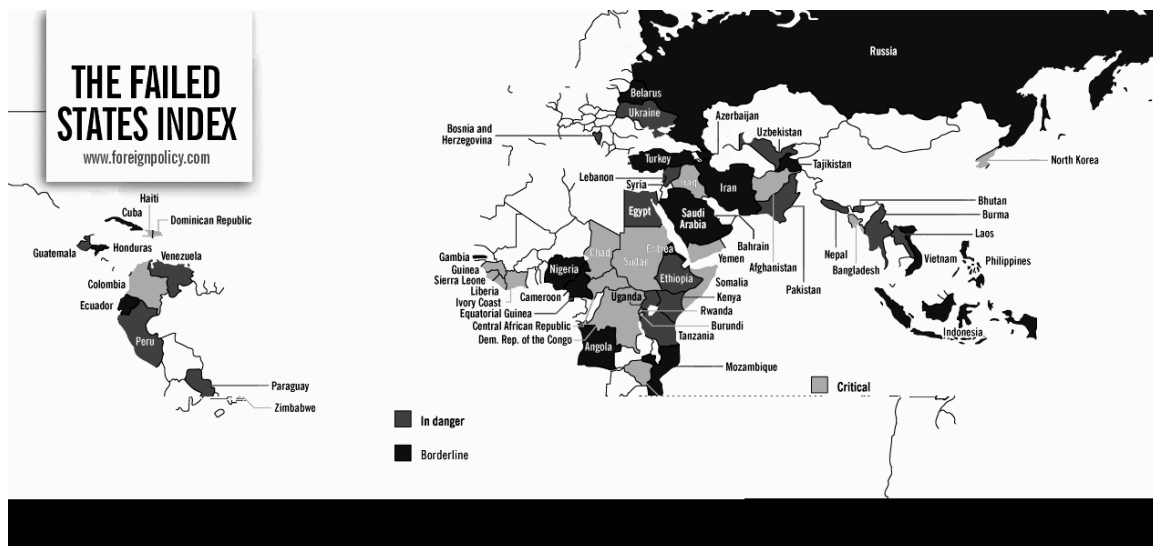 THE FAILED
STATES INDEX
www.foreignpolicy.com
Russia
Belarus
Ukraine
Bosnia and
Herzegovina
Azerbaijan
Uzbekistan
Turkey
Tajikistan
North Korea
Lebanon
Syria
Iraq
Iran
Haiti
Cuba
Dominican Republic
Egypt
Saudi
Arabia
Bhutan
Burma
Laos
Guatemala
Honduras
Venezuela
Bahrain
Nepal
Vietnam
Philippines
Gambia
Guinea
Sierra Leone
Liberia
Ivory Coast
Chad
Sudan
Eritrea
Yemen
Afghanistan
Bangladesh
Pakistan
Colombia
Nigeria
Ethiopia
Somalia
Ecuador
Cameroon
Equatorial Guinea
Central African Republic
Dem. Rep. of the Congo
Uganda
Kenya
Rwanda
Burundi
Tanzania
Indonesia
Peru
Angola
Mozambique
Paraguay
Zimbabwe
Critical
In danger
Borderline